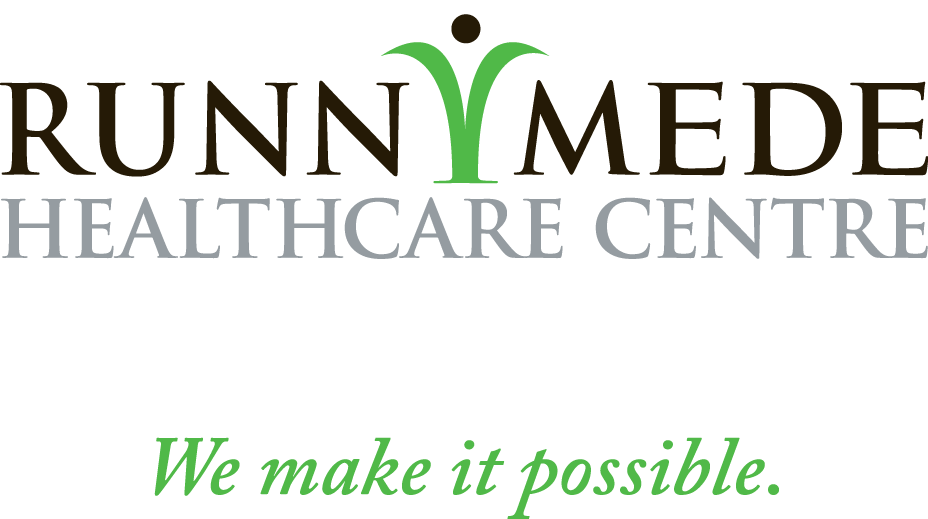 RUNNYMEDE
HEALTHCARE CENTRE
We make it possible.